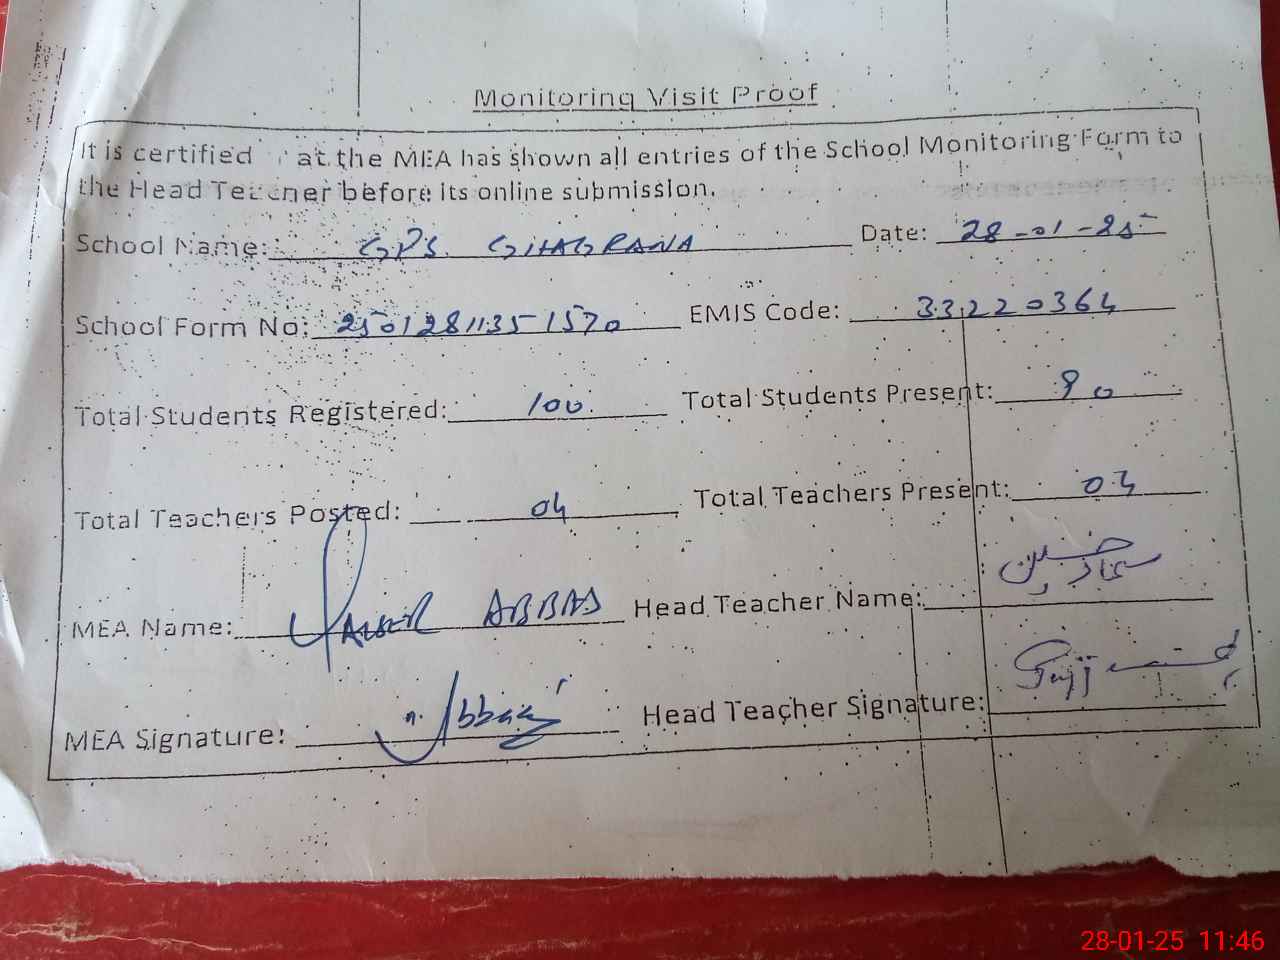 Monitoring Visit Proof
It is certified at the MEA has shown all entries of the School Monitoring Form to
the Head Teacher before its online submission.
School Name: GPS GHAGRANA Date: 28-01-25
School Form No: 25012811351570 EMIS Code: 33220364
Total Students Registered: 100 Total Students Present: 90
Total Teachers Posted: 04 Total Teachers Present: 04
MEA Name: YASER ABBAS Head Teacher Name:
MEA Signature: Abbas Head Teacher Signature:
28-01-25 11:46